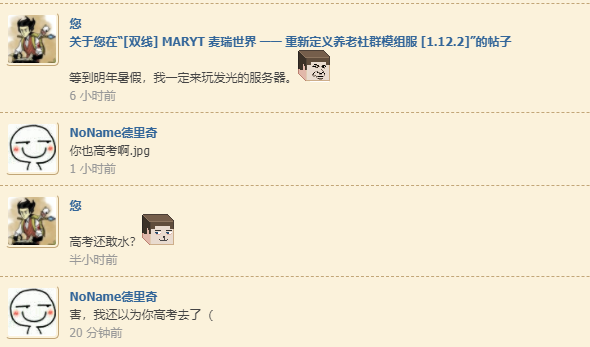 您
关于您在“[双线] MARYT 麦瑞世界 —— 重新定义养老社群模组服 [1.12.2]”的帖子
等到明年暑假，我一定来玩发光的服务器。
6 小时前
NoName德里奇
你也高考啊.jpg
1 小时前
您
高考还敢水？
半小时前
NoName德里奇
害，我还以为你高考去了（
20 分钟前